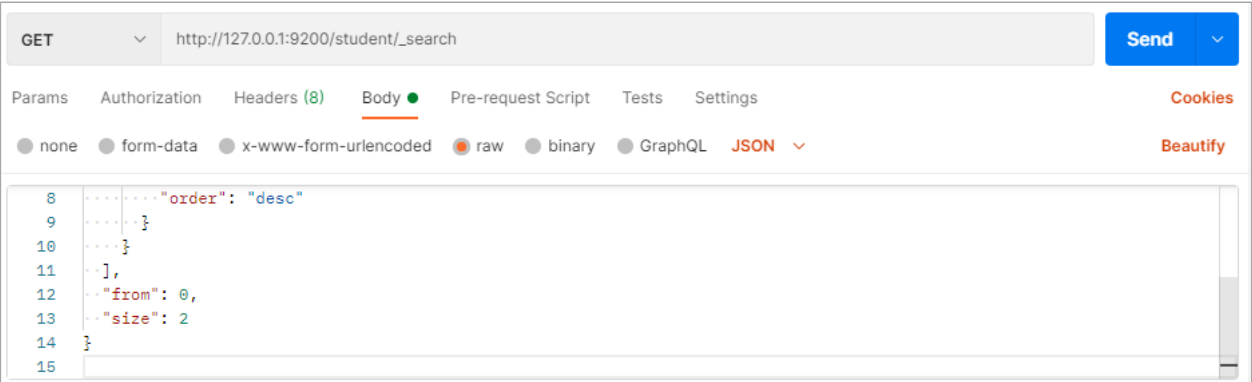 GET http://127.0.0.1:9200/student/_search Send
Params Authorization Headers (8) Body Pre-request Script Tests Settings Cookies
none form-data x-www-form-urlencoded raw binary GraphQL JSON Beautify
8 "order": "desc"
9 }
10 }
11 ],
12 "from": 0,
13 "size": 2
14 }
15